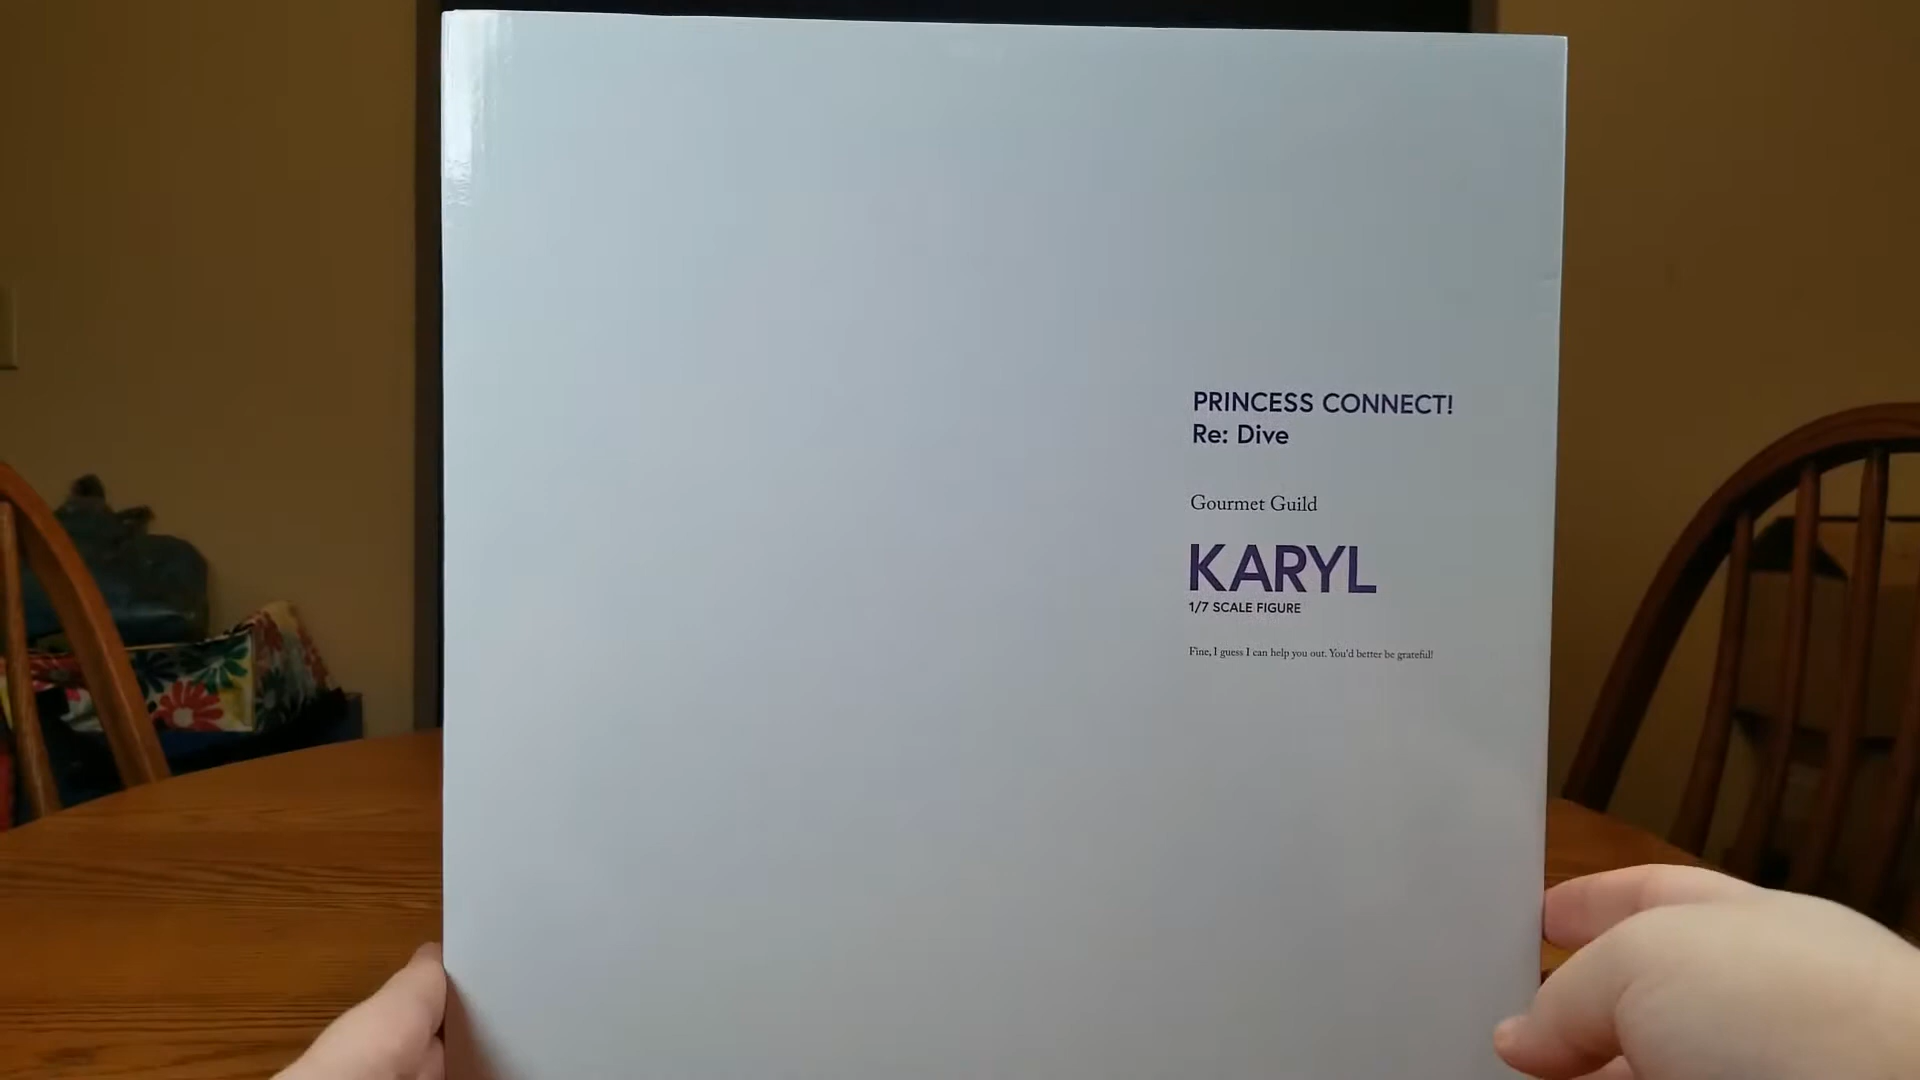 PRINCESS CONNECT!
Re: Dive
Gourmet Guild
KARYL
1/7 SCALE FIGURE
Fine, I guess I can help you out. You'd better be grateful!